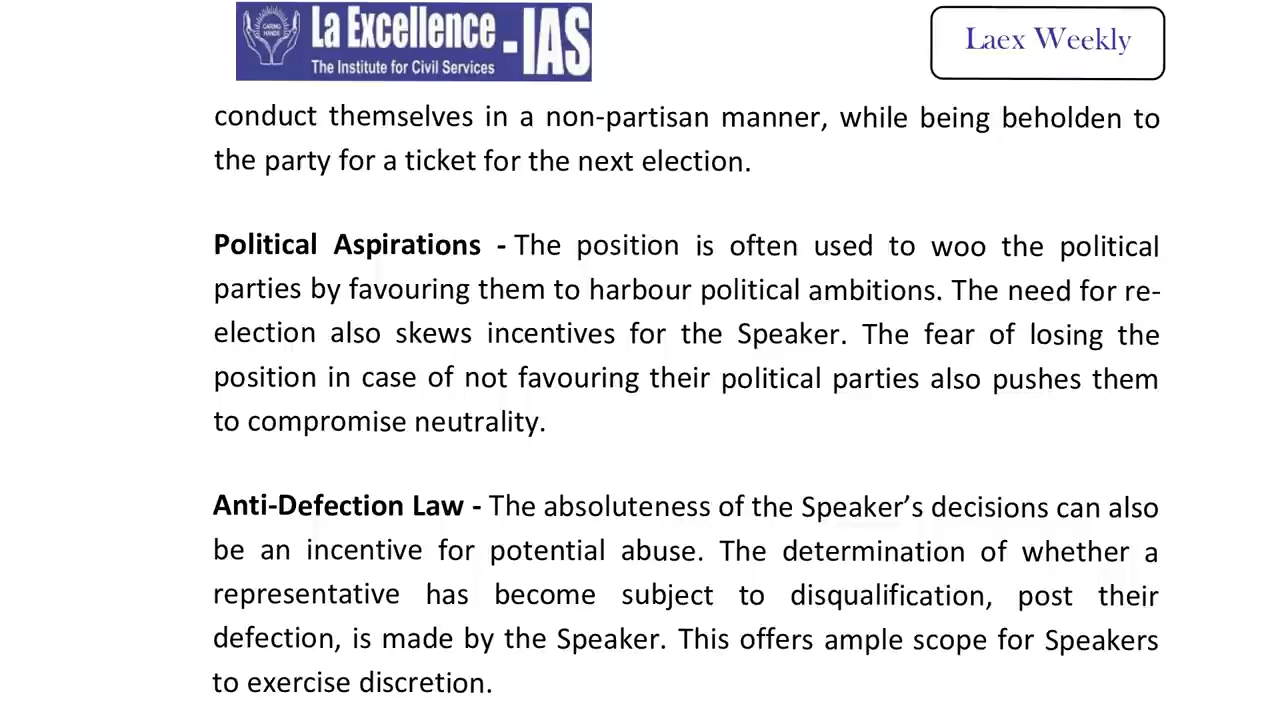 La Excellence - IAS
CARING HANDS
The Institute for Civil Services
Laex Weekly
conduct themselves in a non-partisan manner, while being beholden to
the party for a ticket for the next election.
Political Aspirations - The position is often used to woo the political
parties by favouring them to harbour political ambitions. The need for re-
election also skews incentives for the Speaker. The fear of losing the
position in case of not favouring their political parties also pushes them
to compromise neutrality.
Anti-Defection Law - The absoluteness of the Speaker’s decisions can also
be an incentive for potential abuse. The determination of whether a
representative has become subject to disqualification, post their
defection, is made by the Speaker. This offers ample scope for Speakers
to exercise discretion.